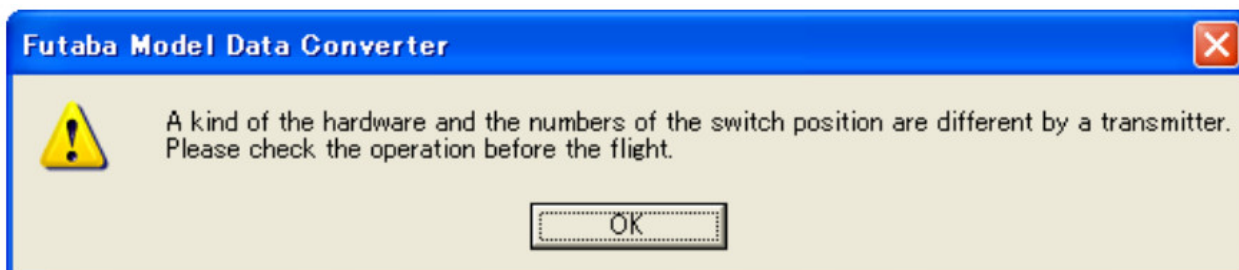 Futaba Model Data Converter
A kind of the hardware and the numbers of the switch position are different by a transmitter.
Please check the operation before the flight.
OK